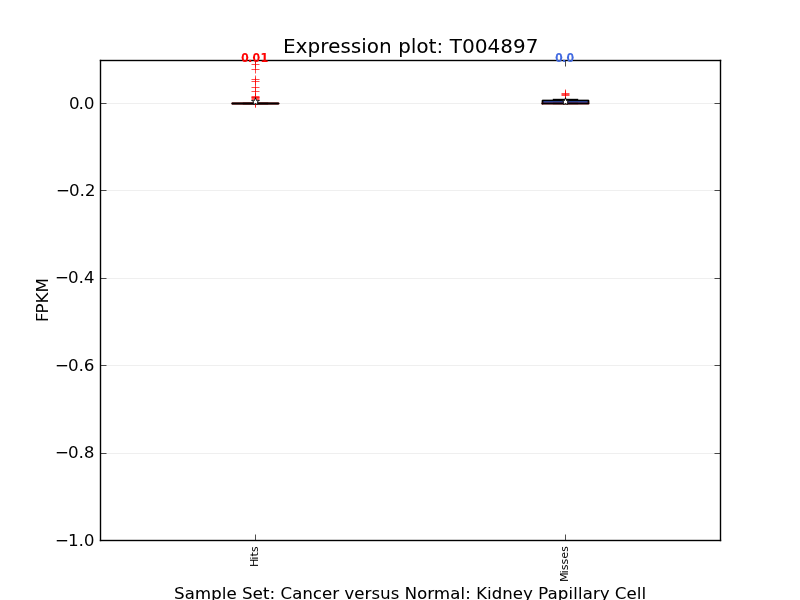 Expression plot: T004897
0.01
0.0
0.0
−0.2
−0.4
−0.6
−0.8
−1.0
FPKM
Hits
Misses
Sample Set: Cancer versus Normal: Kidney Papillary Cell